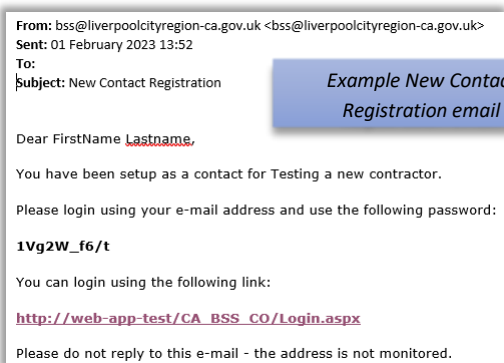 From: bss@liverpoolcityregion-ca.gov.uk <bss@liverpoolcityregion-ca.gov.uk>
Sent: 01 February 2023 13:52
To:
Subject: New Contact Registration
Example New Contac
Registration email
Dear FirstName Lastname,
You have been setup as a contact for Testing a new contractor.
Please login using your e-mail address and use the following password:
1Vg2W_f6/t
You can login using the following link:
http://web-app-test/CA_BSS_CO/Login.aspx
Please do not reply to this e-mail - the address is not monitored.